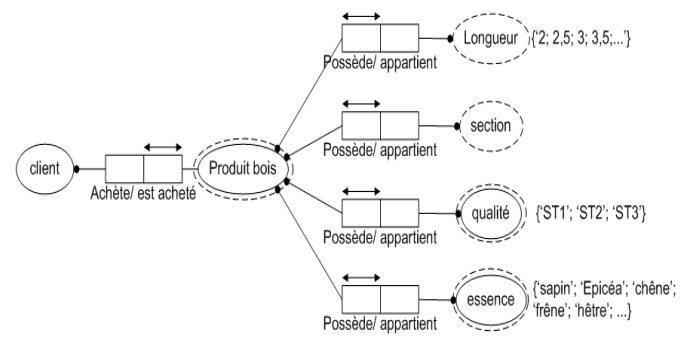 Longueur {'2; 2,5; 3; 3,5;...'}
Possède/ appartient
section
Possède/ appartient
client
Achète/ est acheté
Produit bois
qualité {'ST1'; 'ST2'; 'ST3'}
Possède/ appartient
essence {'sapin'; 'Epicéa'; 'chêne';
'frêne'; 'hêtre'; ...}
Possède/ appartient